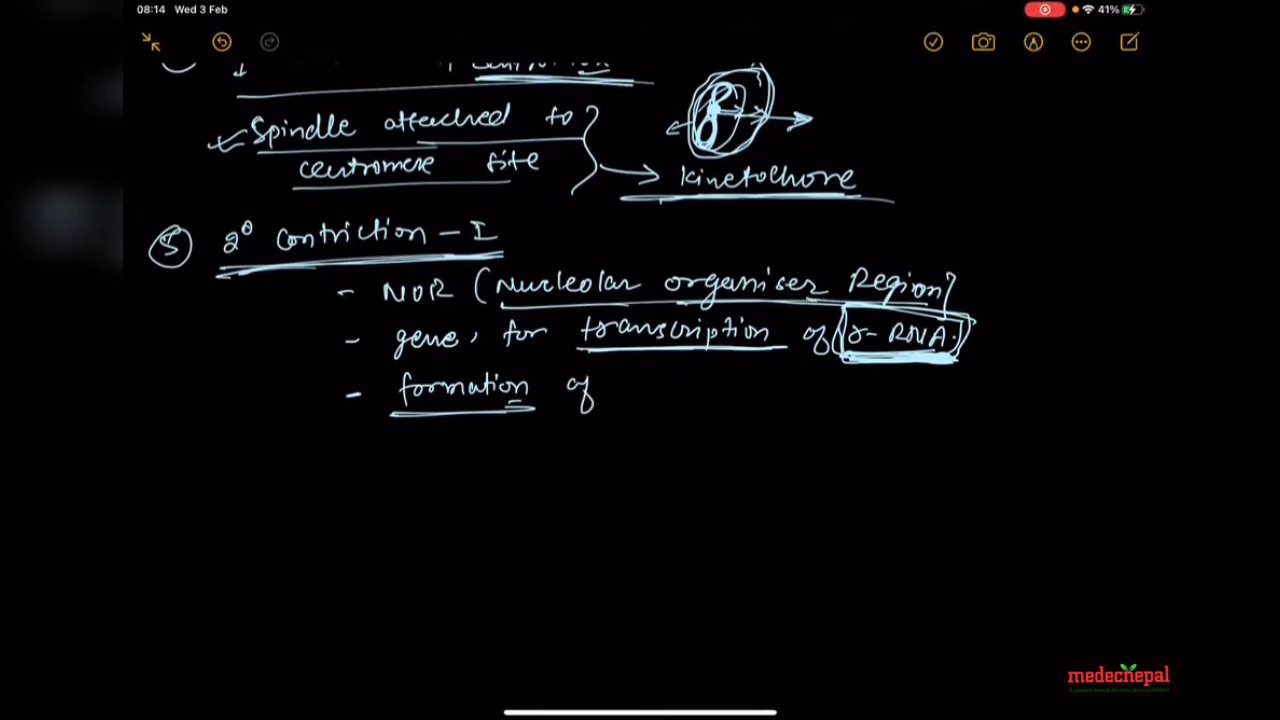 08:14 Wed 3 Feb 41%
Spindle attached to
centromere site
kinetochore
5 2° Contriction - I
- NOR (Nucleolar organiser Region)
- gene, for transcription of (r-RNA.)
- formation of
medecnepal